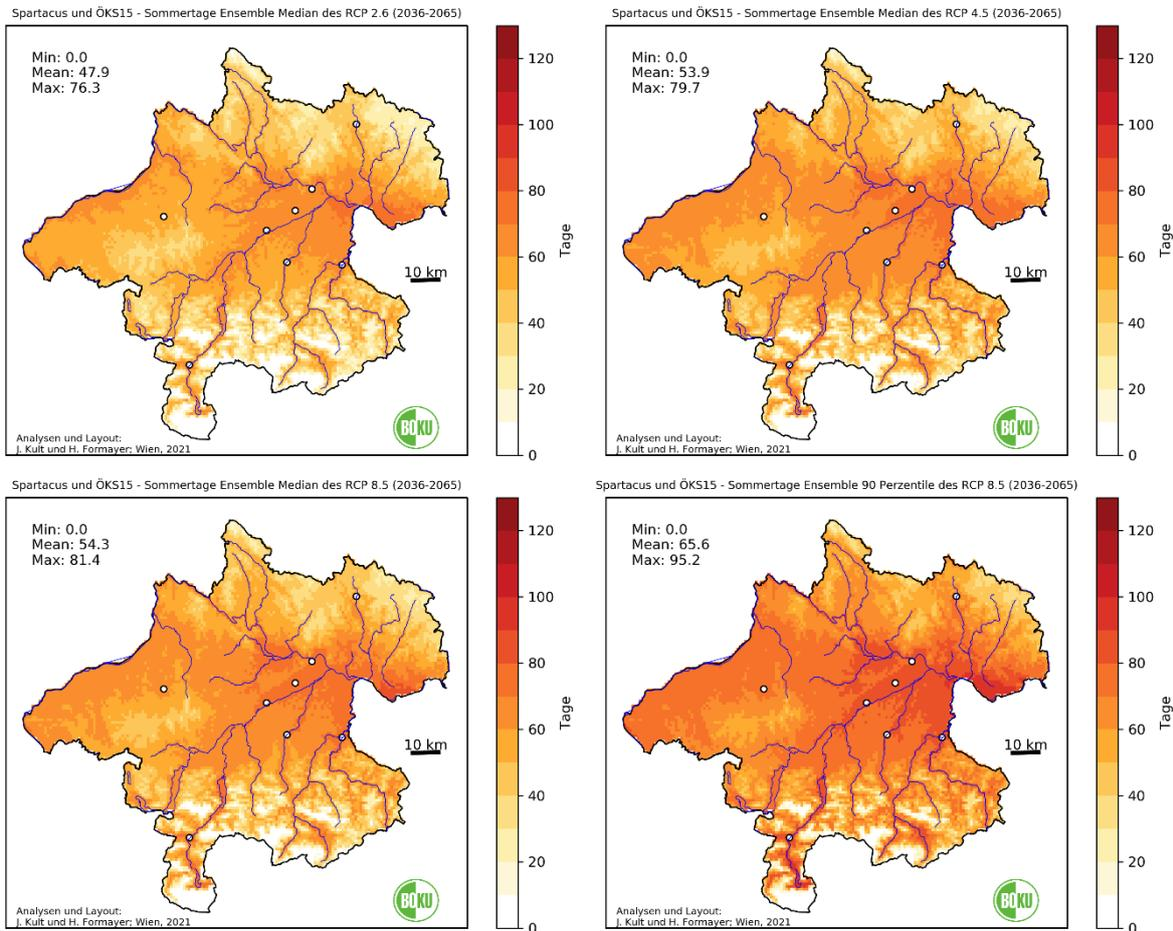 Spartacus und ÖKS15 - Sommertage Ensemble Median des RCP 2.6 (2036-2065)
Min: 0.0
Mean: 47.9
Max: 76.3
10 km
BOKU
Analysen und Layout:
J. Kult und H. Formayer; Wien, 2021
120
100
80
60
40
20
0
Tage
Spartacus und ÖKS15 - Sommertage Ensemble Median des RCP 4.5 (2036-2065)
Min: 0.0
Mean: 53.9
Max: 79.7
10 km
BOKU
Analysen und Layout:
J. Kult und H. Formayer; Wien, 2021
120
100
80
60
40
20
0
Tage
Spartacus und ÖKS15 - Sommertage Ensemble Median des RCP 8.5 (2036-2065)
Min: 0.0
Mean: 54.3
Max: 81.4
10 km
BOKU
Analysen und Layout:
J. Kult und H. Formayer; Wien, 2021
120
100
80
60
40
20
0
Tage
Spartacus und ÖKS15 - Sommertage Ensemble 90 Perzentile des RCP 8.5 (2036-2065)
Min: 0.0
Mean: 65.6
Max: 95.2
10 km
BOKU
Analysen und Layout:
J. Kult und H. Formayer; Wien, 2021
120
100
80
60
40
20
0
Tage